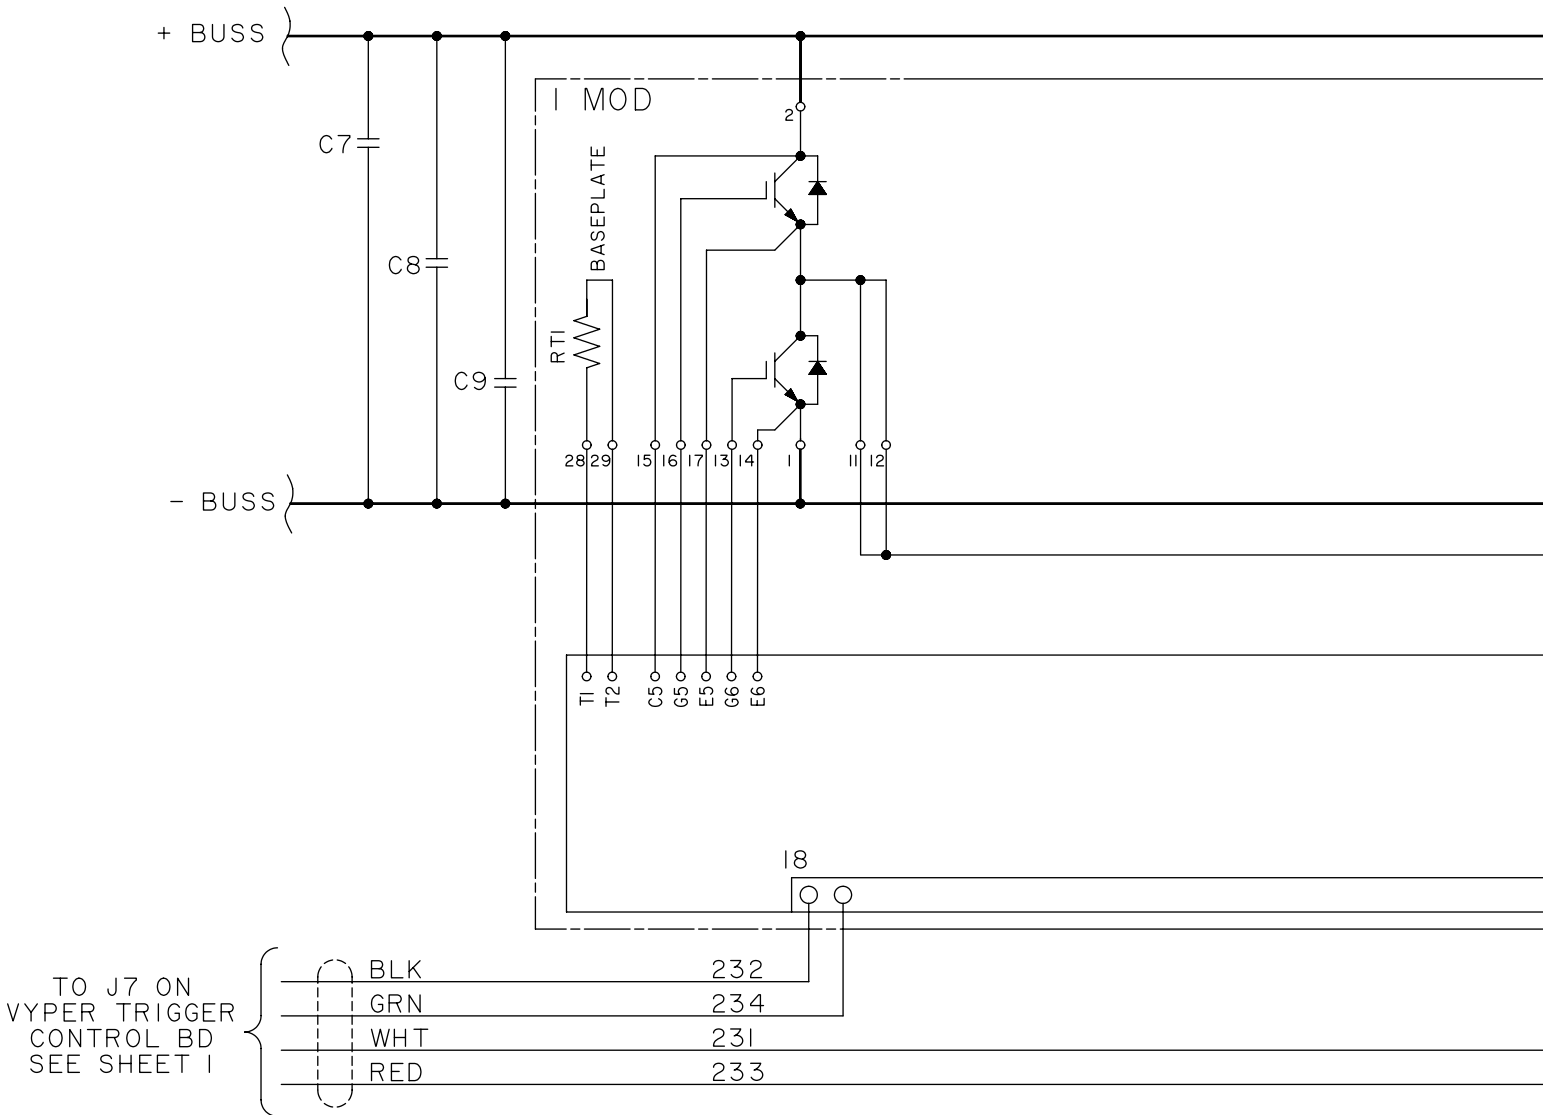 + BUSS
1 MOD
2
C7
BASEPLATE
C8
RT1
C9
28 29 15 16 17 13 14 1 11 12
- BUSS
T1 T2 C5 G5 E5 G6 E6
18
BLK 232
GRN 234
WHT 231
RED 233
TO J7 ON
VYPER TRIGGER
CONTROL BD
SEE SHEET 1